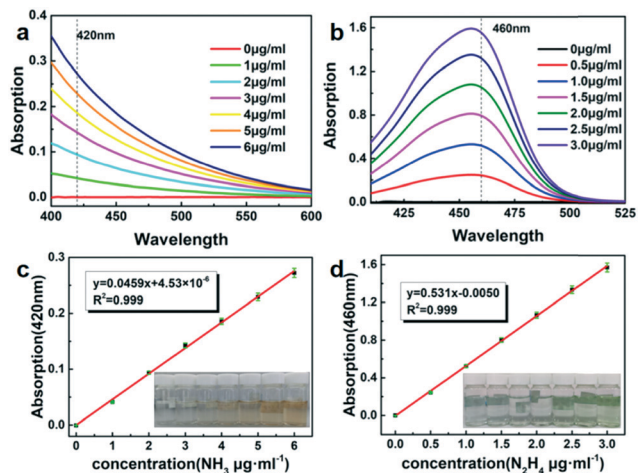 a
420nm
0μg/ml
1μg/ml
2μg/ml
3μg/ml
4μg/ml
5μg/ml
6μg/ml
Absorption
0.4
0.3
0.2
0.1
0.0
400 450 500 550 600
Wavelength
b
460nm
0μg/ml
0.5μg/ml
1.0μg/ml
1.5μg/ml
2.0μg/ml
2.5μg/ml
3.0μg/ml
Absorption
1.8
1.2
0.6
0.0
425 450 475 500 525
Wavelength
c
y=0.0459x+4.53×10⁻⁶
R²=0.999
Absorption(420nm)
0.3
0.2
0.1
0.0
0 1 2 3 4 5 6
concentration(NH₃ μg·ml⁻¹)
d
y=0.531x-0.0050
R²=0.999
Absorption(460nm)
1.6
1.2
0.8
0.4
0.0
0.0 0.5 1.0 1.5 2.0 2.5 3.0
concentration(N₂H₄ μg·ml⁻¹)